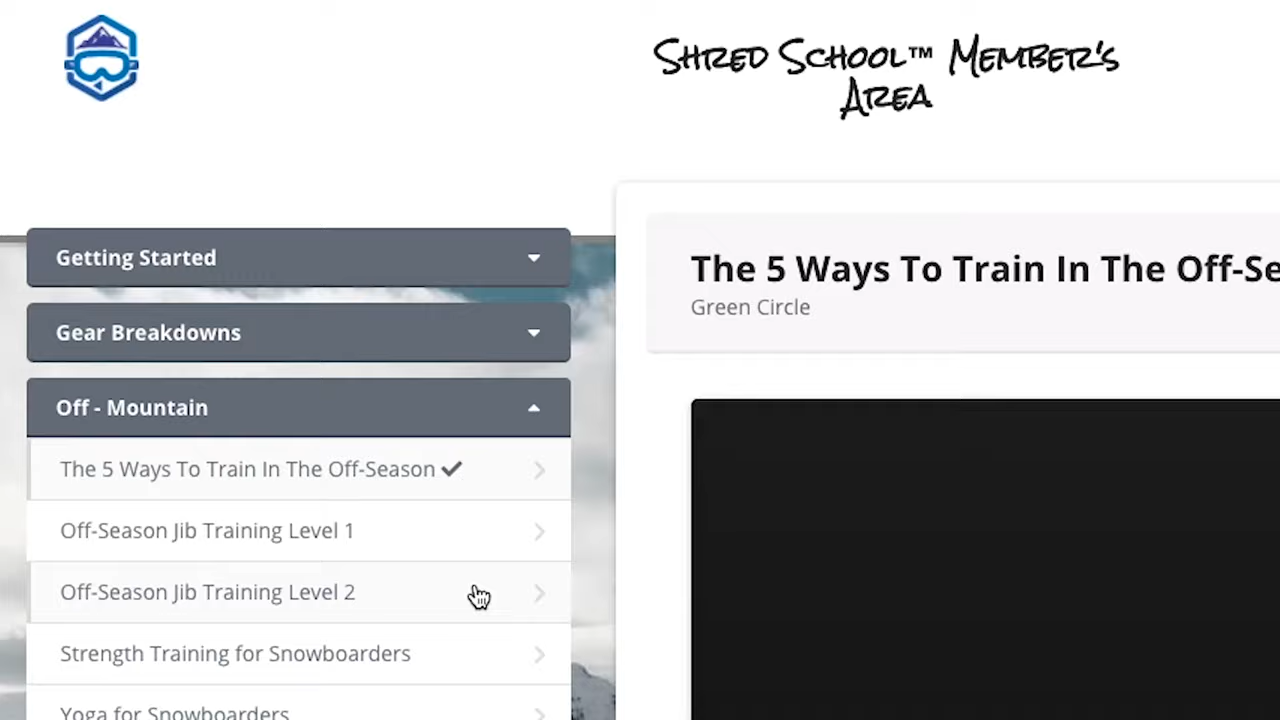 Shred School™ Member's
Area
Getting Started
Gear Breakdowns
Off - Mountain
The 5 Ways To Train In The Off-Season
Off-Season Jib Training Level 1
Off-Season Jib Training Level 2
Strength Training for Snowboarders
Yoga for Snowboarders
The 5 Ways To Train In The Off-Se
Green Circle